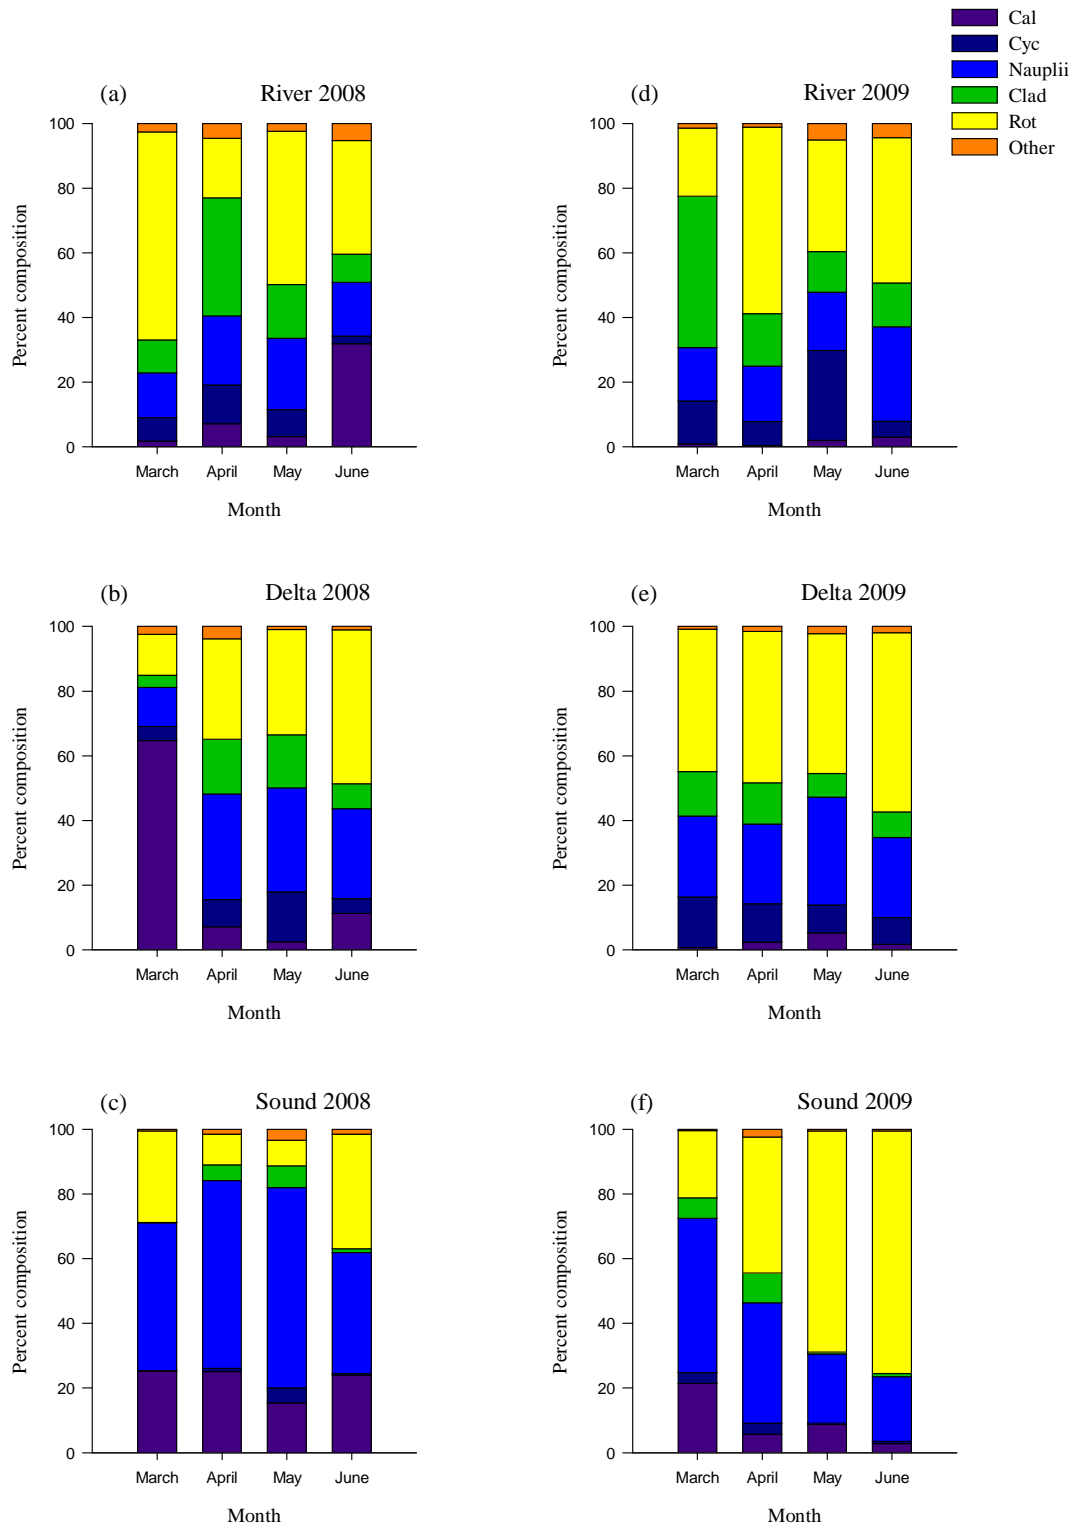 Cal
Cyc
Nauplii
Clad
Rot
Other
(a) River 2008
Percent composition
100
80
60
40
20
0
March April May June
Month
(d) River 2009
Percent composition
100
80
60
40
20
0
March April May June
Month
(b) Delta 2008
Percent composition
100
80
60
40
20
0
March April May June
Month
(e) Delta 2009
Percent composition
100
80
60
40
20
0
March April May June
Month
(c) Sound 2008
Percent composition
100
80
60
40
20
0
March April May June
Month
(f) Sound 2009
Percent composition
100
80
60
40
20
0
March April May June
Month